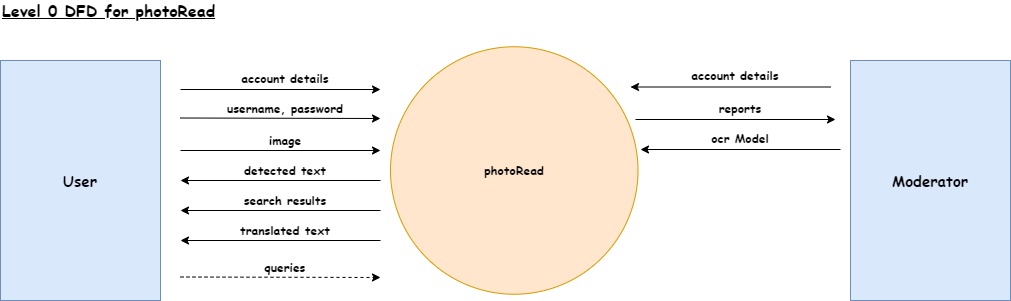 Level 0 DFD for photoRead
User
account details
username, password
image
detected text
search results
translated text
queries
photoRead
account details
reports
ocr Model
Moderator